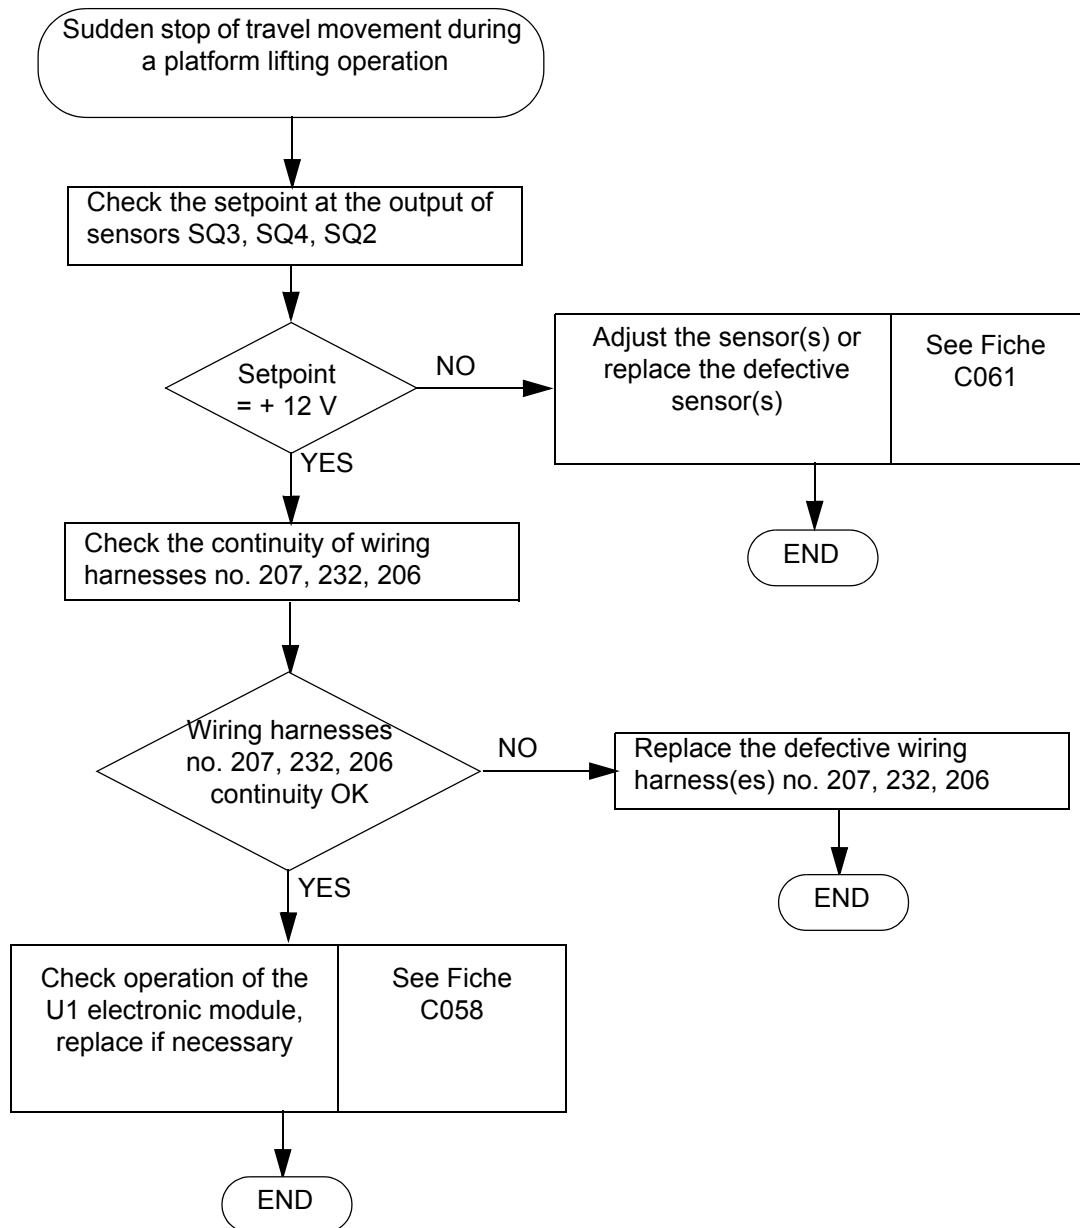 Sudden stop of travel movement during
a platform lifting operation
Check the setpoint at the output of
sensors SQ3, SQ4, SQ2
Setpoint
= + 12 V
NO
Adjust the sensor(s) or
replace the defective
sensor(s)
See Fiche
C061
END
YES
Check the continuity of wiring
harnesses no. 207, 232, 206
Wiring harnesses
no. 207, 232, 206
continuity OK
NO
Replace the defective wiring
harness(es) no. 207, 232, 206
END
YES
Check operation of the
U1 electronic module,
replace if necessary
See Fiche
C058
END